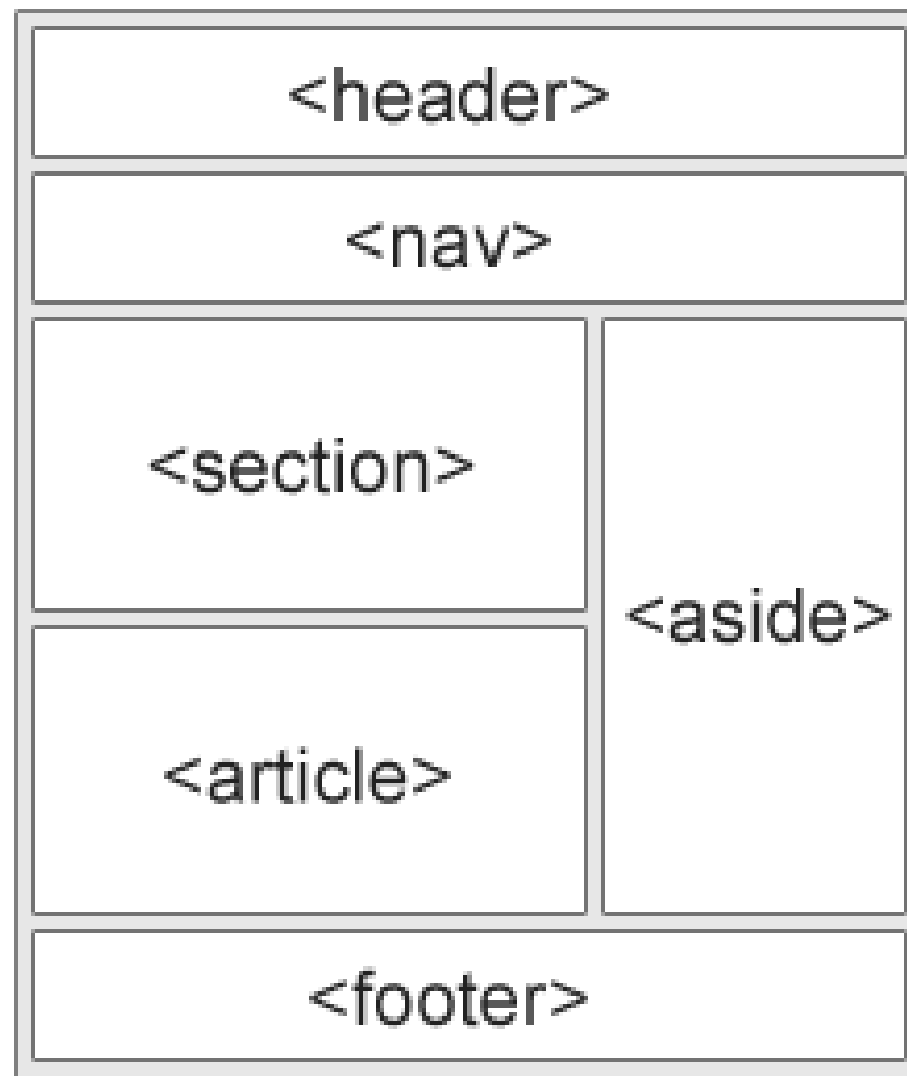 <header>
<nav>
<section>
<aside>
<article>
<footer>